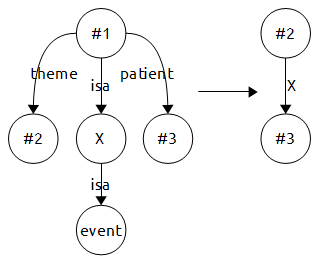 #1 #2
theme isa patient
X
#2 X #3 #3
isa
event